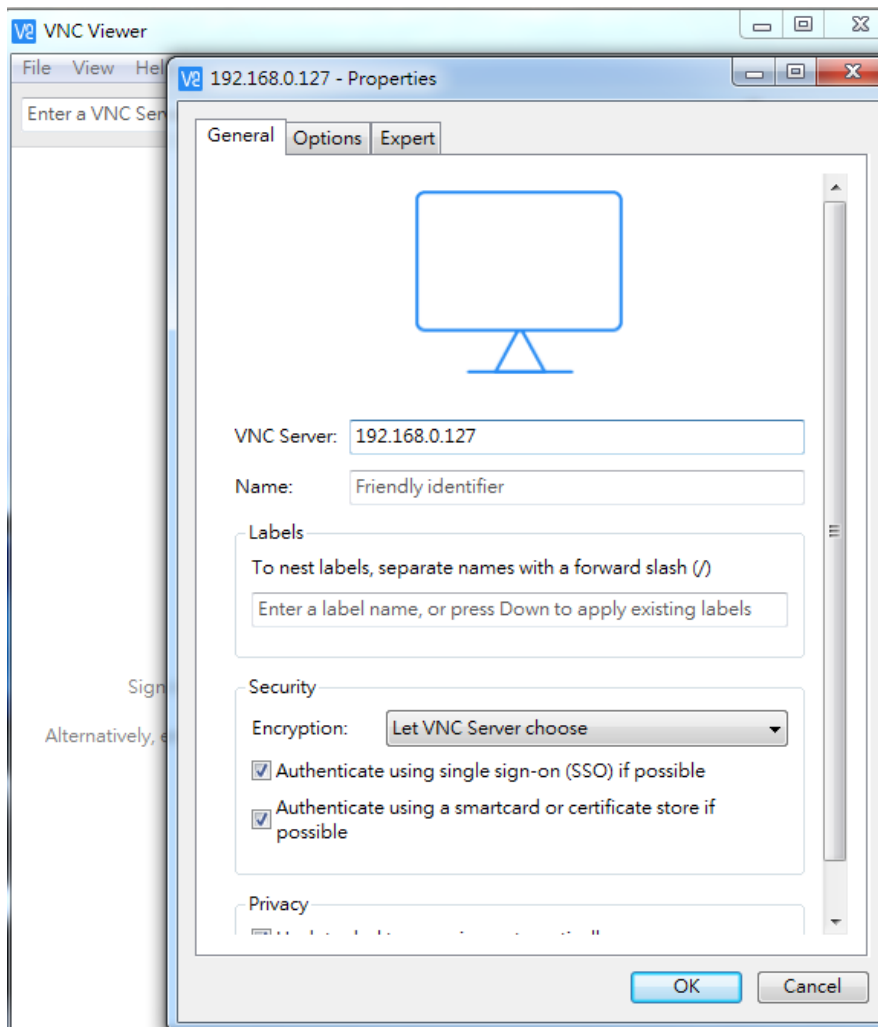 VNC Viewer
File View Hel
Enter a VNC Ser
192.168.0.127 - Properties
General Options Expert
VNC Server: 192.168.0.127
Name: Friendly identifier
Labels
To nest labels, separate names with a forward slash (/)
Enter a label name, or press Down to apply existing labels
Sign
Security
Alternatively, e
Encryption: Let VNC Server choose
Authenticate using single sign-on (SSO) if possible
Authenticate using a smartcard or certificate store if
possible
Privacy
OK Cancel